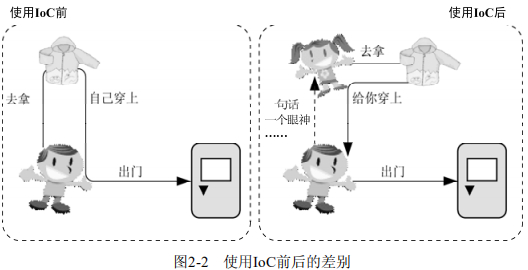 使用IoC前
去拿
自己穿上
出门
使用IoC后
去拿
一句话
一个眼神
……
给你穿上
出门
图2-2 使用IoC前后的差别